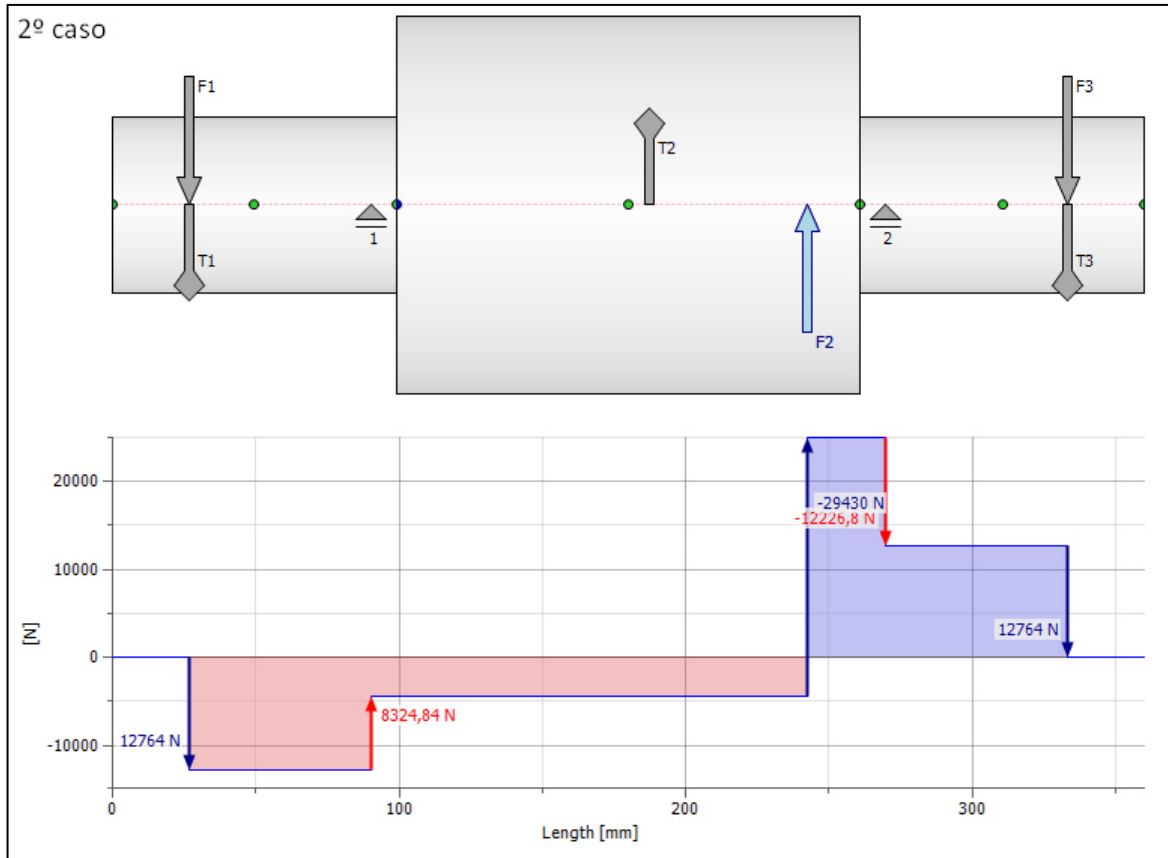 2º caso
F1
F3
T2
1
2
T1
T3
F2
20000
-29430 N
-12226,8 N
10000
[N]
12764 N
0
8324,84 N
12764 N
-10000
0
100
200
300
Length [mm]